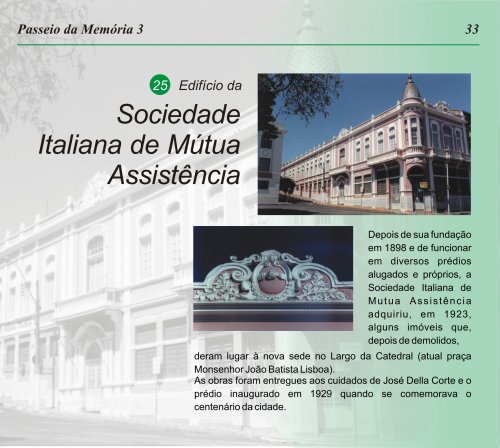 Passeio da Memória 3 33
25 Edifício da
Sociedade
Italiana de Mútua
Assistência
Depois de sua fundação
em 1898 e de funcionar
em diversos prédios
alugados e próprios, a
Sociedade Italiana de
Mutua Assistência
adquiriu, em 1923,
alguns imóveis que,
depois de demolidos,
deram lugar à nova sede no Largo da Catedral (atual praça
Monsenhor João Batista Lisboa).
As obras foram entregues aos cuidados de José Della Corte e o
prédio inaugurado em 1929 quando se comemorava o
centenário da cidade.